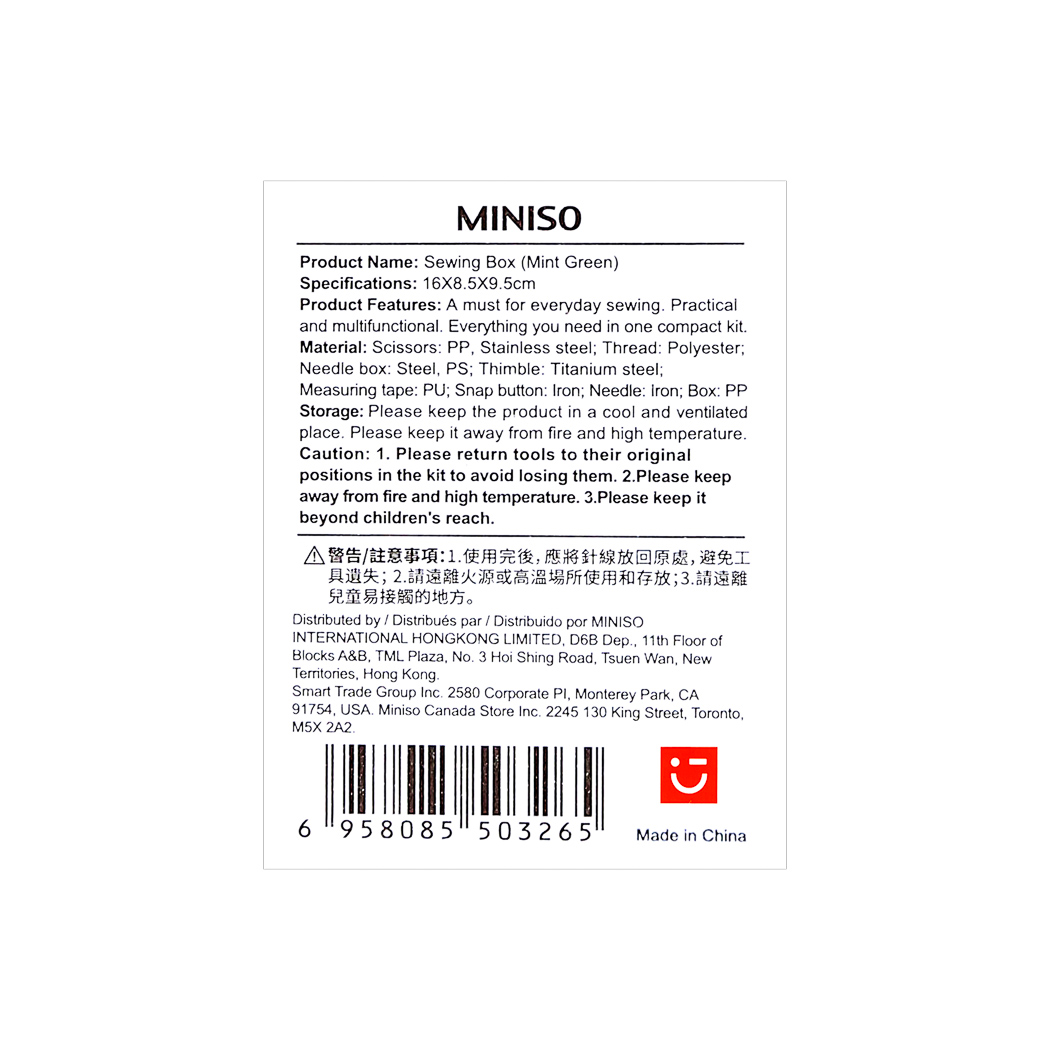 MINISO
Product Name: Sewing Box (Mint Green)
Specifications: 16X8.5X9.5cm
Product Features: A must for everyday sewing. Practical
and multifunctional. Everything you need in one compact kit.
Material: Scissors: PP, Stainless steel; Thread: Polyester;
Needle box: Steel, PS; Thimble: Titanium steel;
Measuring tape: PU; Snap button: Iron; Needle: Iron; Box: PP
Storage: Please keep the product in a cool and ventilated
place. Please keep it away from fire and high temperature.
Caution: 1. Please return tools to their original
positions in the kit to avoid losing them. 2.Please keep
away from fire and high temperature. 3.Please keep it
beyond children's reach.
警告/註意事項:1.使用完後,應將針線放回原處,避免工
具遺失; 2.請遠離火源或高溫場所使用和存放;3.請遠離
兒童易接觸的地方。
Distributed by / Distribués par / Distribuido por MINISO
INTERNATIONAL HONGKONG LIMITED, D6B Dep., 11th Floor of
Blocks A&B, TML Plaza, No. 3 Hoi Shing Road, Tsuen Wan, New
Territories, Hong Kong.
Smart Trade Group Inc. 2580 Corporate Pl, Monterey Park, CA
91754, USA. Miniso Canada Store Inc. 2245 130 King Street, Toronto,
M5X 2A2.
6 958085 503265
Made in China